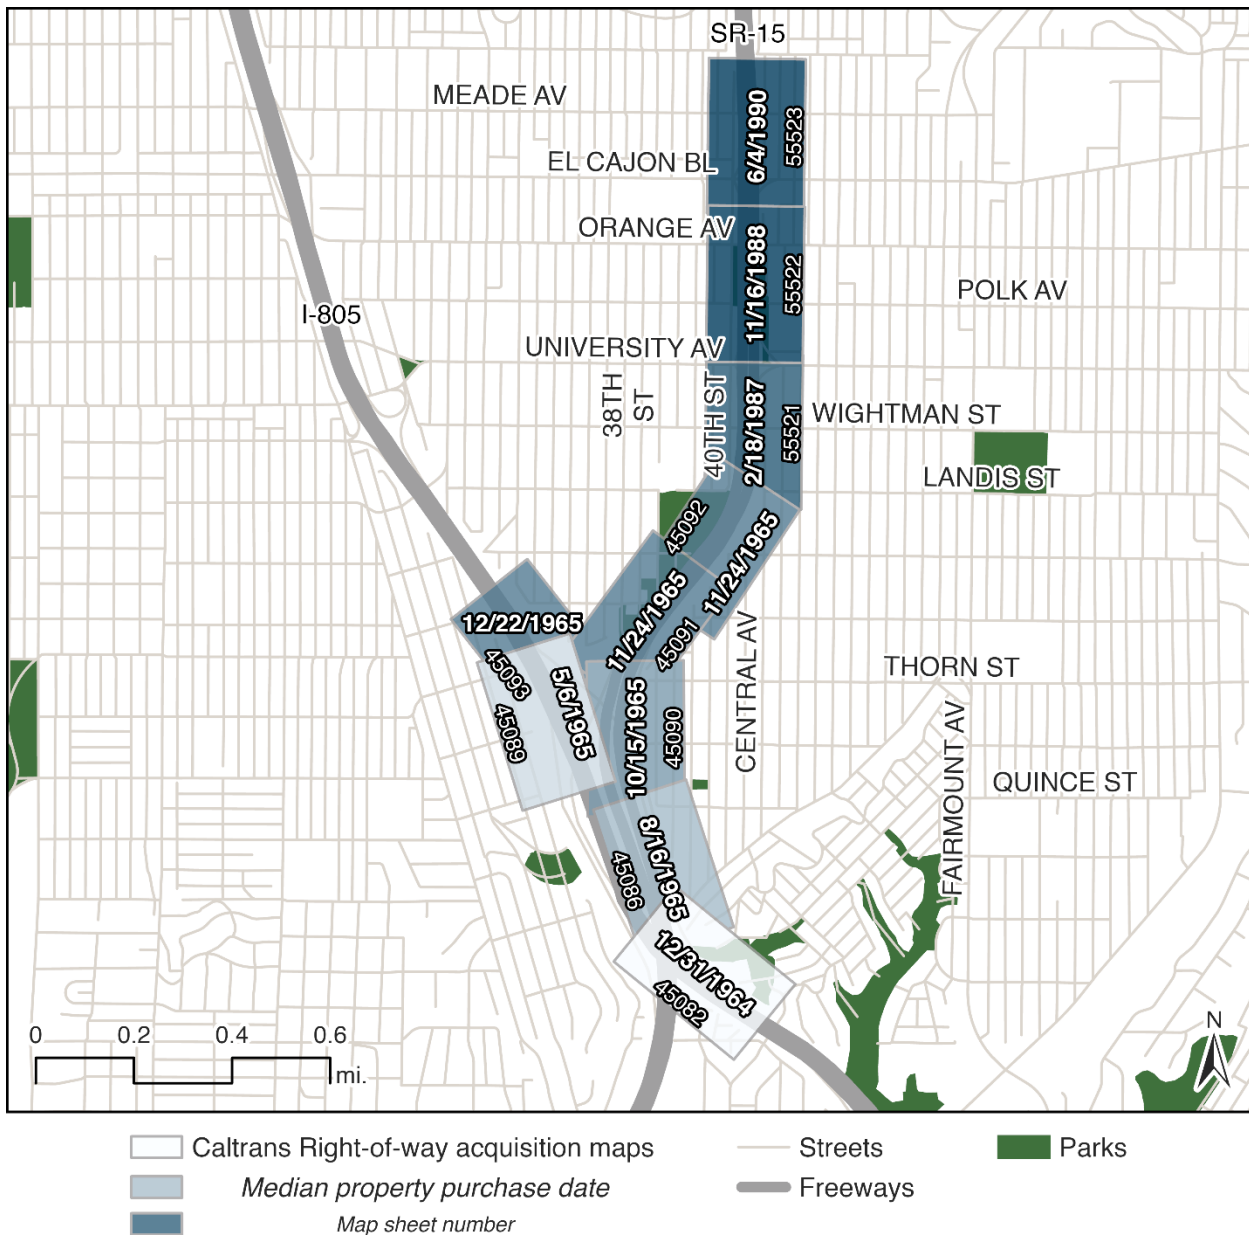 SR-15
MEADE AV
6/4/1990
55523
EL CAJON BL
ORANGE AV
11/16/1988
55522
POLK AV
I-805
UNIVERSITY AV
38TH
ST
40TH ST
2/18/1987
55521
WIGHTMAN ST
LANDIS ST
45092
11/24/1965
11/24/1965
45091
12/22/1965
45093
5/6/1965
45089
10/15/1965
45090
CENTRAL AV
THORN ST
FAIRMOUNT AV
QUINCE ST
8/16/1965
45086
12/31/1964
45082
0 0.2 0.4 0.6
mi.
N
Caltrans Right-of-way acquisition maps
Median property purchase date
Map sheet number
Streets
Freeways
Parks